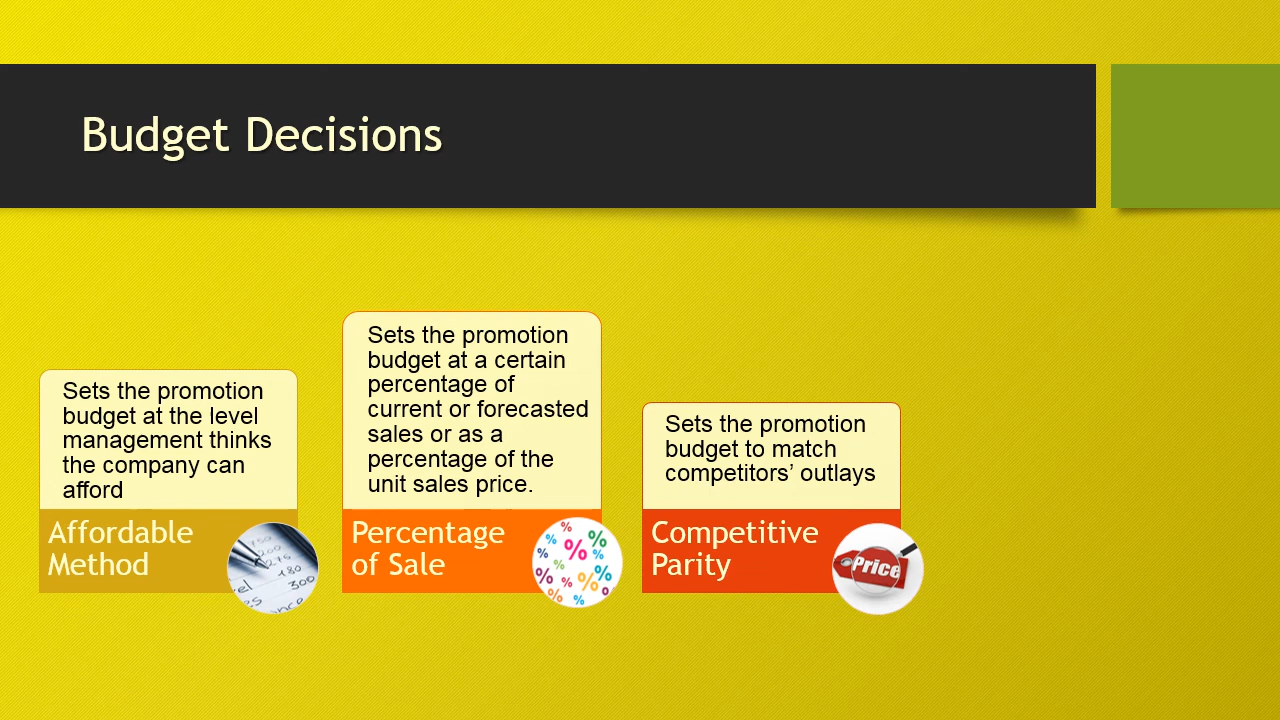 Budget Decisions
Sets the promotion
budget at the level
management thinks
the company can
afford
Affordable
Method
Sets the promotion
budget at a certain
percentage of
current or forecasted
sales or as a
percentage of the
unit sales price.
Percentage
of Sale
Sets the promotion
budget to match
competitors’ outlays
Competitive
Parity
180
300
Price